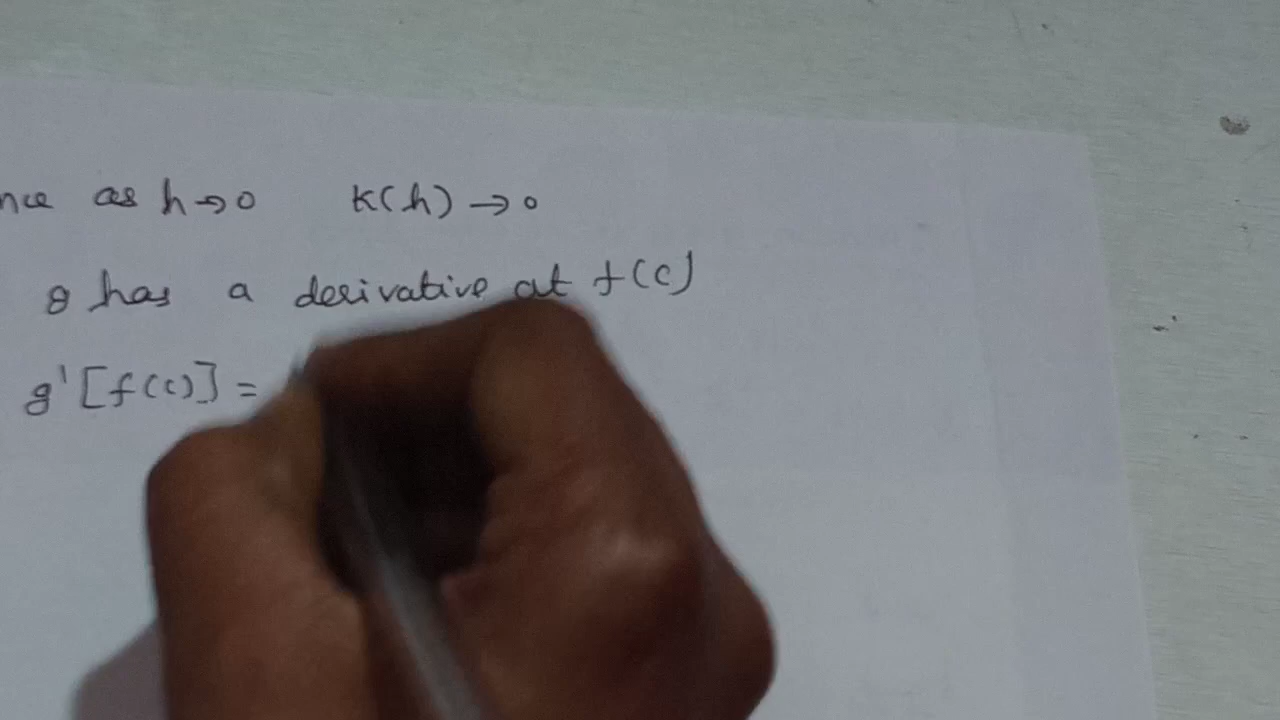 as h→0 K(h) →0
g has a derivative at f(c)
g'[f(c)] =